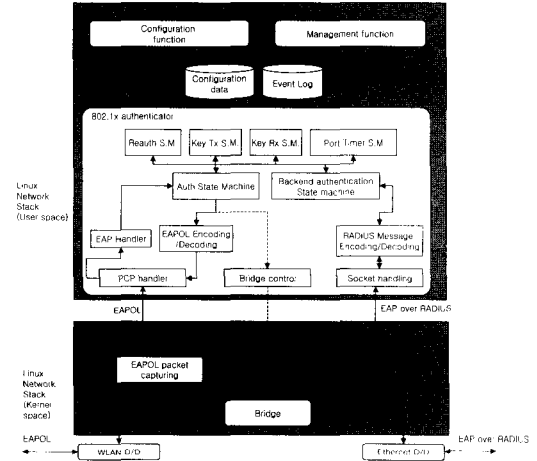 Configuration
function
Management function
Configuration
data
Event Log
802.1x authenticator
Reauth S.M
Key Tx S.M.
Key Rx S.M.
Port Timer S.M
Auth State Machine
Backend authentication
State machine
Linux
Network
Stack
(User space)
EAP Handler
EAPOL Encoding
/Decoding
RADIUS Message
Encoding/Decoding
PCP handler
Bridge control
Socket handling
EAPOL
EAP over RADIUS
EAPOL packet
capturing
Linux
Network
Stack
(Kernel
space)
Bridge
EAPOL
WLAN D/D
Ethernet D/D
EAP over RADIUS